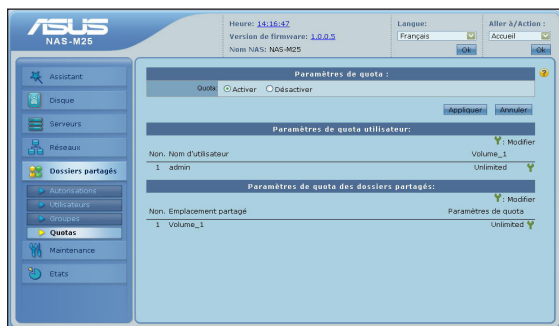 ASUS
NAS-M25
Heure: 14:16:47
Version de firmware: 1.0.0.5
Nom NAS: NAS-M25
Langue:
Français
Ok
Aller à/Action :
Accueil
Ok
Assistant
Disque
Serveurs
Réseaux
Dossiers partagés
Autorisations
Utilisateurs
Groupes
Quotas
Maintenance
Etats
Paramètres de quota :
?
Quota: Activer Désactiver
Appliquer Annuler
Paramètres de quota utilisateur:
: Modifier
Non. Nom d'utilisateur Volume_1
1 admin Unlimited
Paramètres de quota des dossiers partagés:
: Modifier
Non. Emplacement partagé Paramètres de quota
1 Volume_1 Unlimited